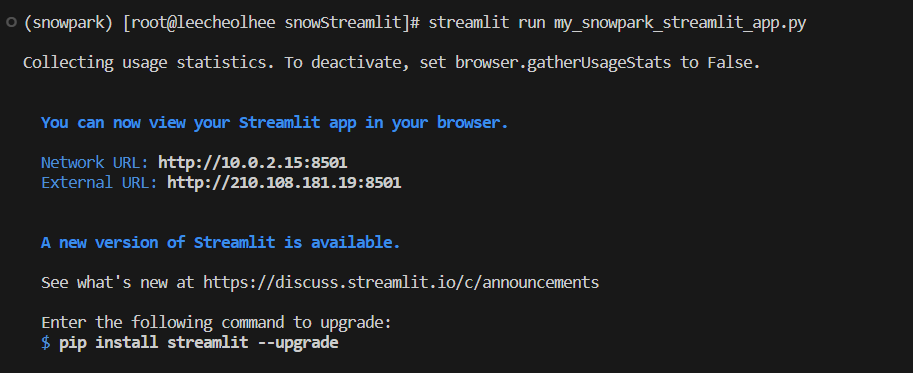 (snowpark) [root@leecheolhee snowStreamlit]# streamlit run my_snowpark_streamlit_app.py
Collecting usage statistics. To deactivate, set browser.gatherUsageStats to False.
You can now view your Streamlit app in your browser.
Network URL: http://10.0.2.15:8501
External URL: http://210.108.181.19:8501
A new version of Streamlit is available.
See what's new at https://discuss.streamlit.io/c/announcements
Enter the following command to upgrade:
$ pip install streamlit --upgrade